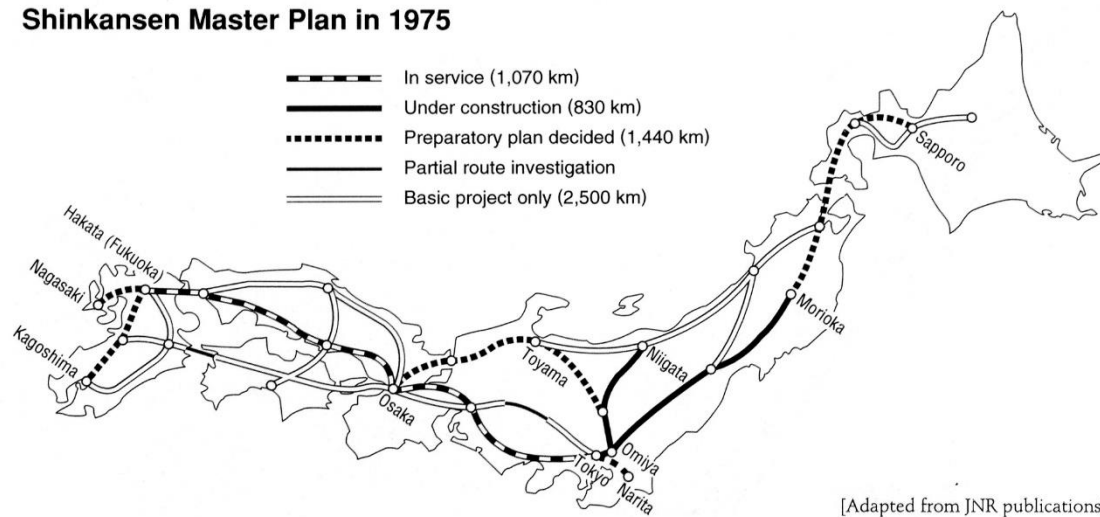 Shinkansen Master Plan in 1975
In service (1,070 km)
Under construction (830 km)
Preparatory plan decided (1,440 km)
Partial route investigation
Basic project only (2,500 km)
Sapporo
Hakata (Fukuoka)
Nagasaki
Kagoshima
Morioka
Niigata
Toyama
Osaka
Omiya
Tokyo
Narita
[Adapted from JNR publications